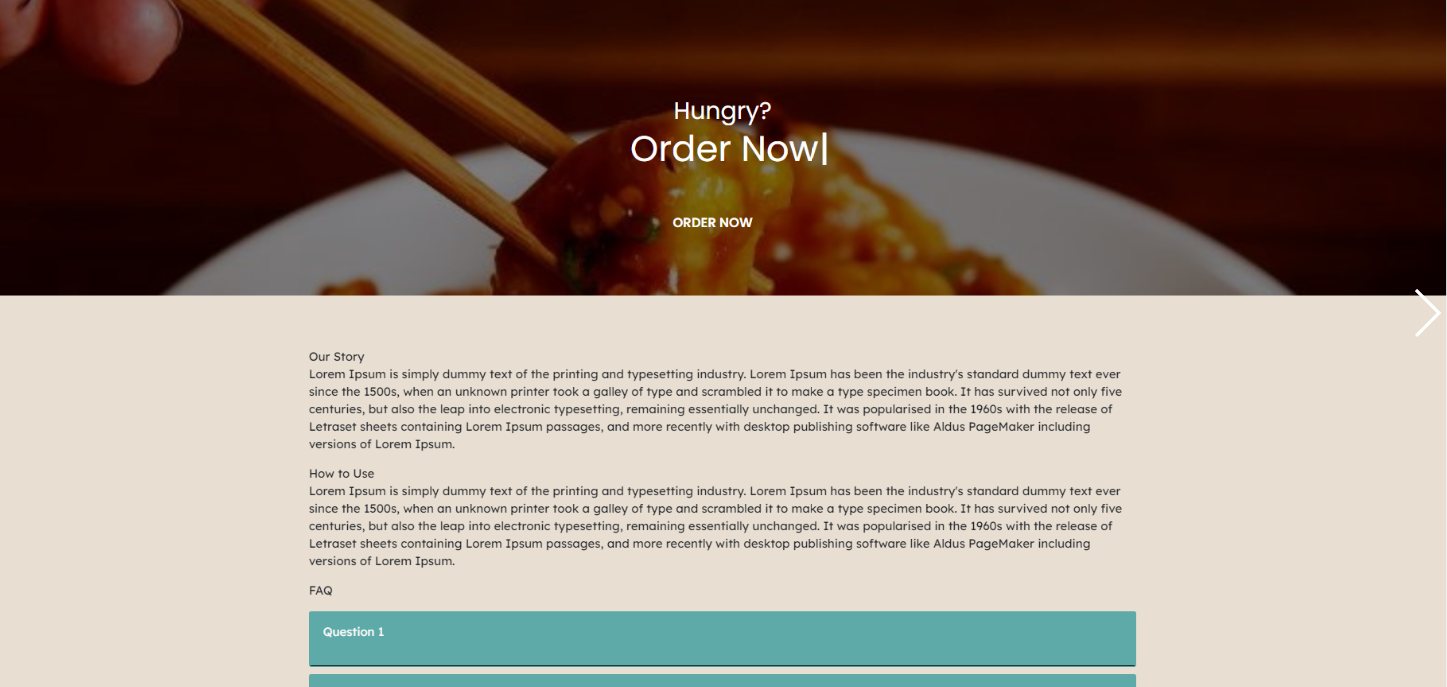 Hungry?
Order Now|
ORDER NOW
Our Story
Lorem Ipsum is simply dummy text of the printing and typesetting industry. Lorem Ipsum has been the industry's standard dummy text ever
since the 1500s, when an unknown printer took a galley of type and scrambled it to make a type specimen book. It has survived not only five
centuries, but also the leap into electronic typesetting, remaining essentially unchanged. It was popularised in the 1960s with the release of
Letraset sheets containing Lorem Ipsum passages, and more recently with desktop publishing software like Aldus PageMaker including
versions of Lorem Ipsum.
How to Use
Lorem Ipsum is simply dummy text of the printing and typesetting industry. Lorem Ipsum has been the industry's standard dummy text ever
since the 1500s, when an unknown printer took a galley of type and scrambled it to make a type specimen book. It has survived not only five
centuries, but also the leap into electronic typesetting, remaining essentially unchanged. It was popularised in the 1960s with the release of
Letraset sheets containing Lorem Ipsum passages, and more recently with desktop publishing software like Aldus PageMaker including
versions of Lorem Ipsum.
FAQ
Question 1